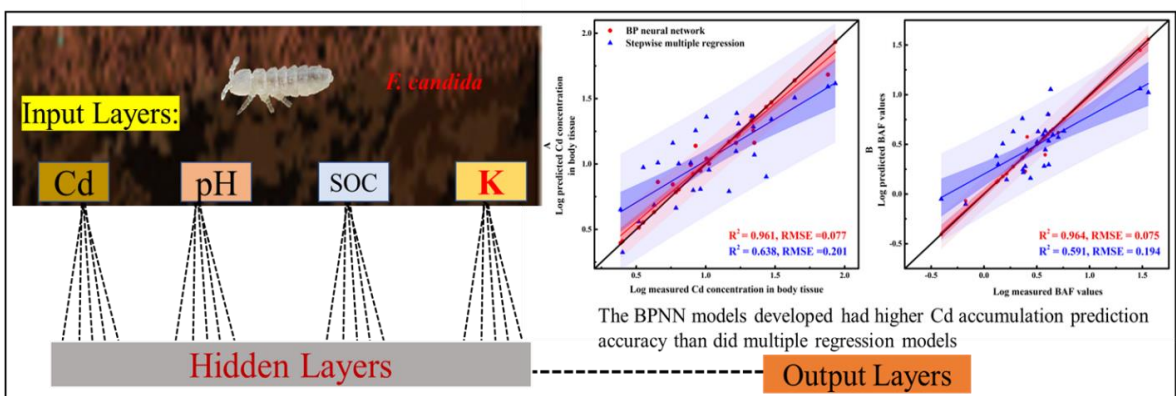 F. candida
Input Layers:
Cd
pH
SOC
K
Hidden Layers
Output Layers
A
Log predicted Cd concentration
in body tissue
2.0
1.5
1.0
0.5
BP neural network
Stepwise multiple regression
R² = 0.961, RMSE =0.077
R² = 0.638, RMSE =0.201
0.5
1.0
1.5
2.0
Log measured Cd concentration in body tissue
B
Log predicted BAF values
1.5
1.0
0.5
0.0
-0.5
R² = 0.964, RMSE = 0.075
R² = 0.591, RMSE = 0.194
-0.5
0.0
0.5
1.0
1.5
Log measured BAF values
The BPNN models developed had higher Cd accumulation prediction
accuracy than did multiple regression models